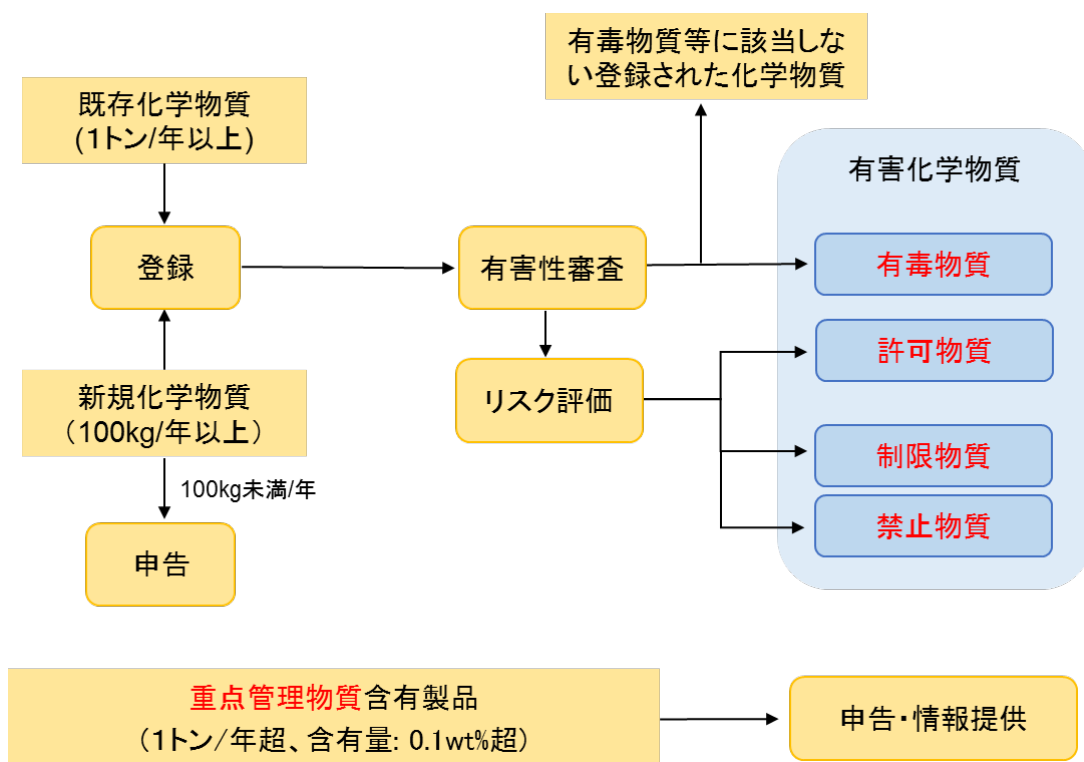 有毒物質等に該当しな
い登録された化学物質
既存化学物質
(1トン/年以上)
有害化学物質
登録
有害性審査
有毒物質
許可物質
新規化学物質
（100kg/年以上）
リスク評価
制限物質
100kg未満/年
禁止物質
申告
重点管理物質含有製品
（1トン/年超、含有量: 0.1wt%超）
申告・情報提供